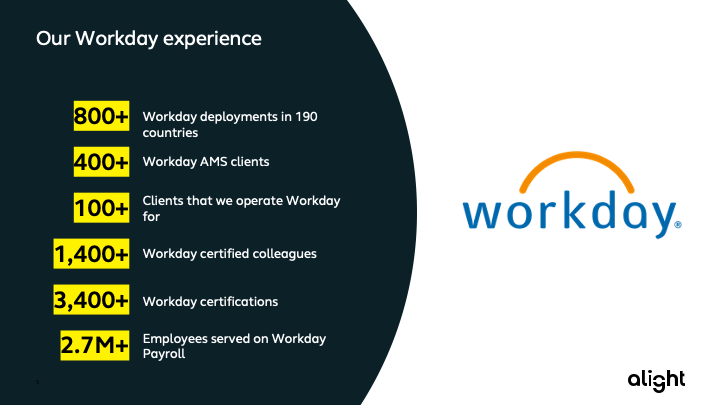 Our Workday experience
800+
Workday deployments in 190
countries
400+
Workday AMS clients
100+
Clients that we operate Workday
for
1,400+
Workday certified colleagues
3,400+
Workday certifications
2.7M+
Employees served on Workday
Payroll
workday®
alight